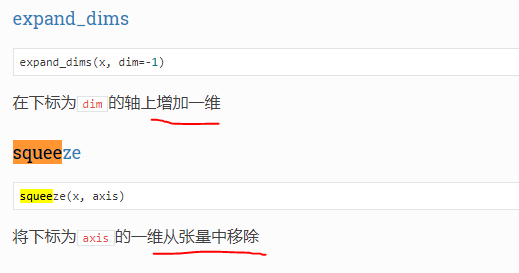 expand_dims
expand_dims(x, dim=-1)
在下标为dim的轴上增加一维
squeeze
squeeze(x, axis)
将下标为axis的一维从张量中移除